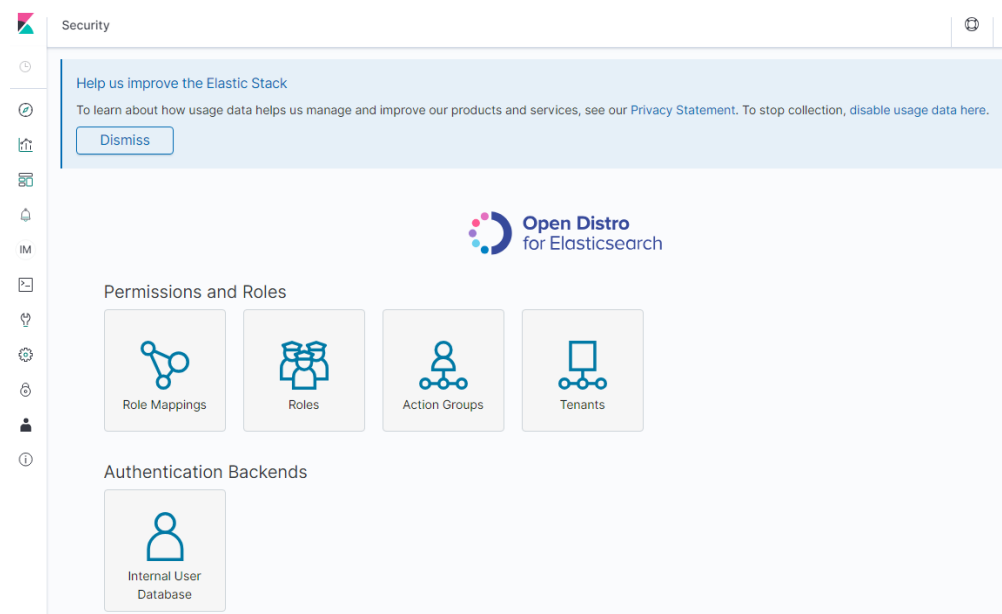 Security
Help us improve the Elastic Stack
To learn about how usage data helps us manage and improve our products and services, see our Privacy Statement. To stop collection, disable usage data here.
Dismiss
Open Distro
for Elasticsearch
IM
Permissions and Roles
Role Mappings
Roles
Action Groups
Tenants
Authentication Backends
Internal User
Database